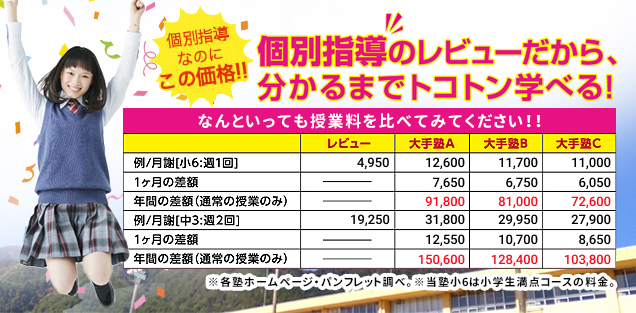 個別指導
なのに
この価格!!
個別指導のレビューだから、
分かるまでトコトン学べる!
なんといっても授業料を比べてみてください!!
レビュー 大手塾A 大手塾B 大手塾C
例/月謝[小6:週1回] 4,950 12,600 11,700 11,000
1ヶ月の差額 ――― 7,650 6,750 6,050
年間の差額(通常の授業のみ) ――― 91,800 81,000 72,600
例/月謝[中3:週2回] 19,250 31,800 29,950 27,900
1ヶ月の差額 ――― 12,550 10,700 8,650
年間の差額(通常の授業のみ) ――― 150,600 128,400 103,800
※各塾ホームページ・パンフレット調べ。※当塾小6は小学生満点コースの料金。